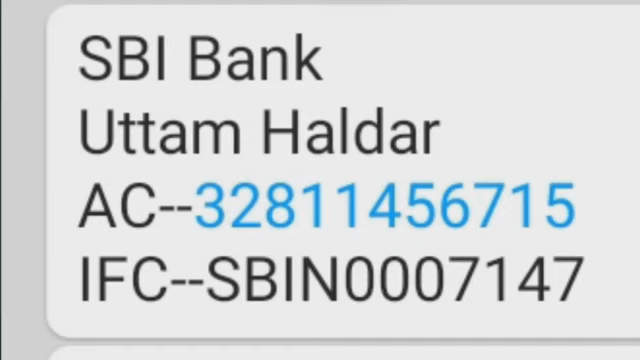 SBI Bank
Uttam Haldar
AC--32811456715
IFC--SBIN0007147